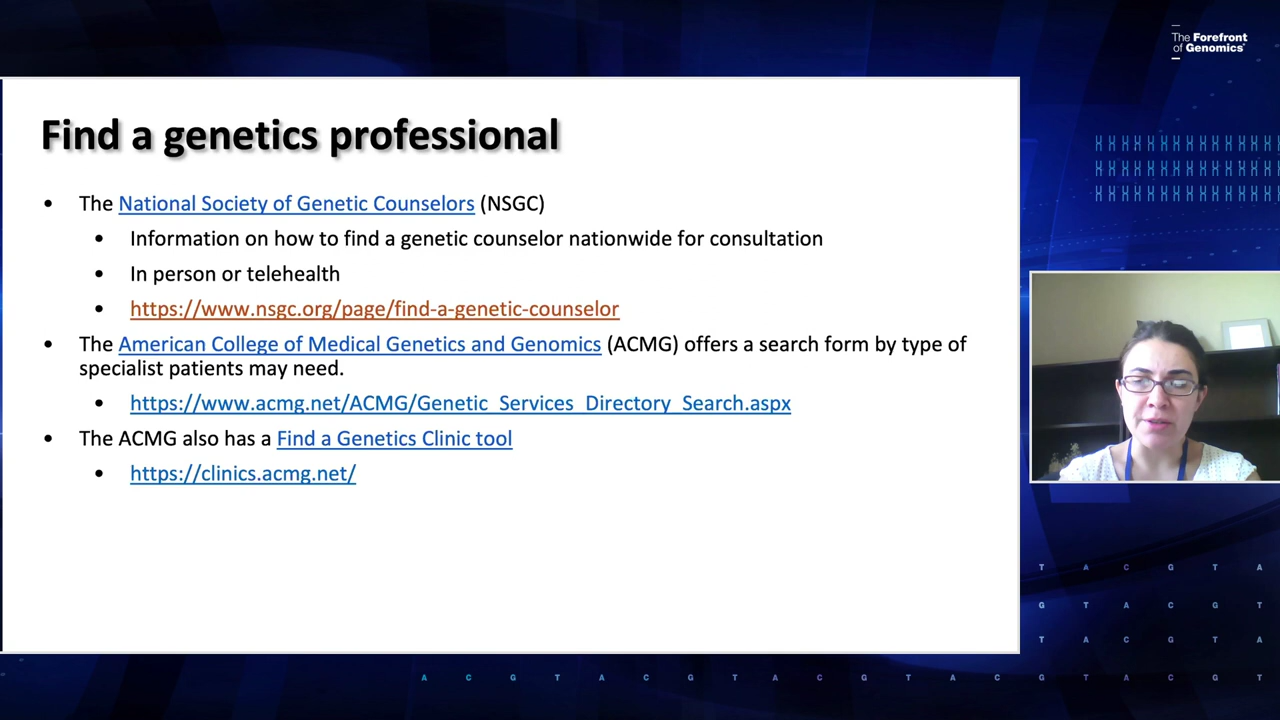 The Forefront
of Genomics®
Find a genetics professional
• The National Society of Genetic Counselors (NSGC)
• Information on how to find a genetic counselor nationwide for consultation
• In person or telehealth
• https://www.nsgc.org/page/find-a-genetic-counselor
• The American College of Medical Genetics and Genomics (ACMG) offers a search form by type of
specialist patients may need.
• https://www.acmg.net/ACMG/Genetic_Services_Directory_Search.aspx
• The ACMG also has a Find a Genetics Clinic tool
• https://clinics.acmg.net/
T A C G T A
G T A C G T
T A C G T A
A C G T A C G T A C G T A C G T A C G T